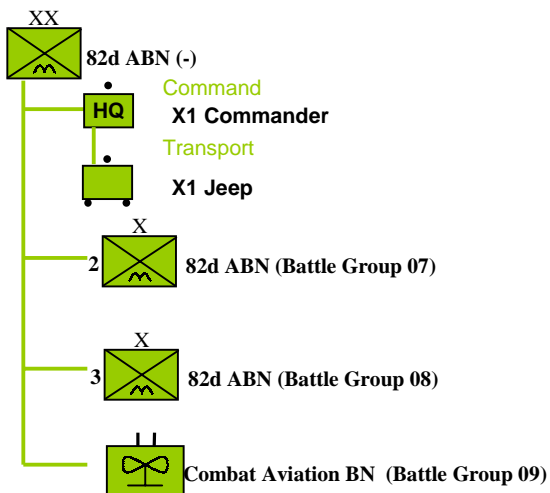 XX
82d ABN (-)
Command
HQ
X1 Commander
Transport
X1 Jeep
X
2
82d ABN (Battle Group 07)
X
3
82d ABN (Battle Group 08)
Combat Aviation BN (Battle Group 09)